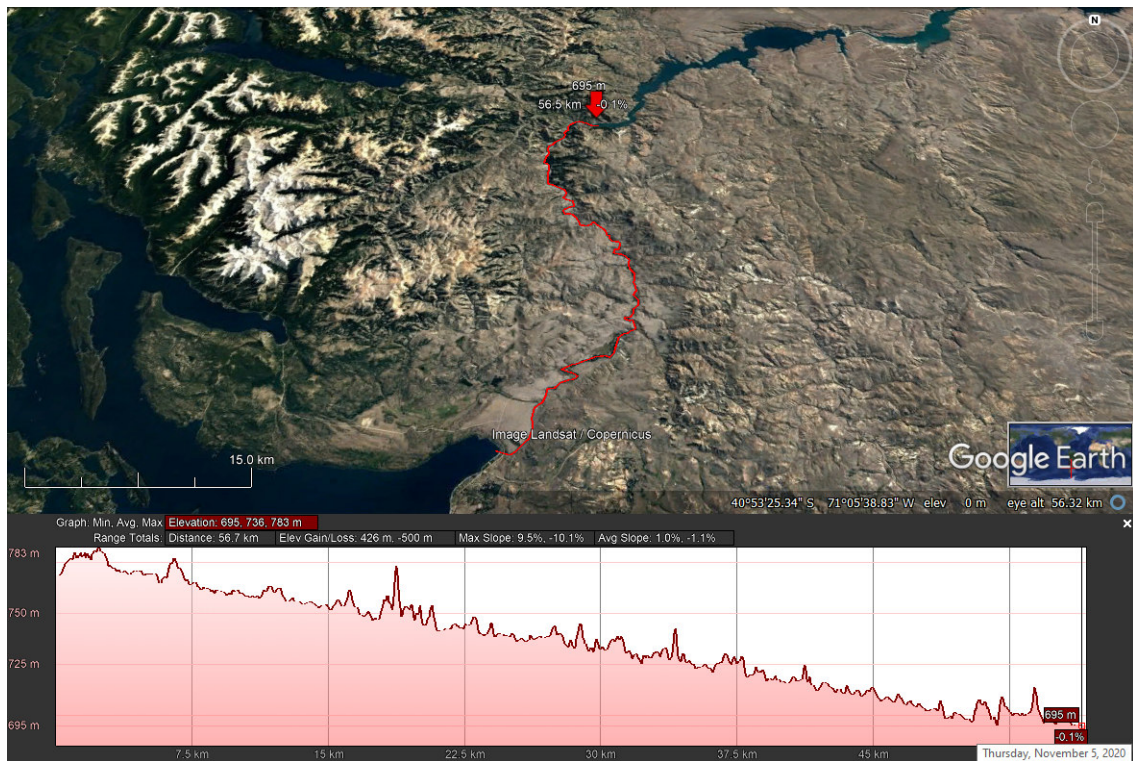 N
695 m
56.5 km -0.1%
Image Landsat / Copernicus
15.0 km
Google Earth
40°53'25.34" S 71°05'38.83" W elev 0 m eye alt 56.32 km
Graph: Min, Avg, Max Elevation: 695, 736, 783 m
Range Totals: Distance: 56.7 km Elev Gain/Loss: 426 m, -500 m Max Slope: 9.5%, -10.1% Avg Slope: 1.0%, -1.1%
783 m
750 m
725 m
695 m
695 m
-0.1%
7.5 km 15 km 22.5 km 30 km 37.5 km 45 km
Thursday, November 5, 2020